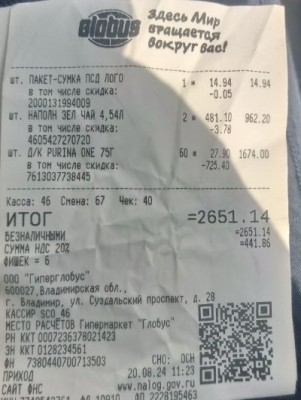 Globus
Здесь Мир
вращается
вокруг вас!
шт. ПАКЕТ-СУМКА ПСД ЛОГО 1 * 14.94 14.94
в том числе скидка: -0.05
2000131994009
шт. НАПОЛН ЗЕЛ ЧАЙ 4,54Л 2 * 481.10 962.20
в том числе скидка: -3.78
4605427270720
шт. Д/К PURINA ONE 75Г 60 * 27.90 1674.00
в том числе скидка: -725.40
7613037738445
Касса: 46 Смена: 67 Чек: 40
ИТОГ =2651.14
БЕЗНАЛИЧНЫМИ =2651.14
СУММА НДС 20% =441.86
ФИШЕК = 6
ООО "Гиперглобус"
600027,Владимирская обл.,
г. Владимир, ул. Суздальский проспект, д. 28
КАССИР SCO 46
МЕСТО РАСЧЕТОВ Гипермаркет "Глобус"
РН ККТ 0007236378021423
ЗН ККТ 0128234561
ФН 7380440700713503
ПРИХОД СНО: ОСН
20.08.24 11:23
САЙТ ФНС www.nalog.gov.ru